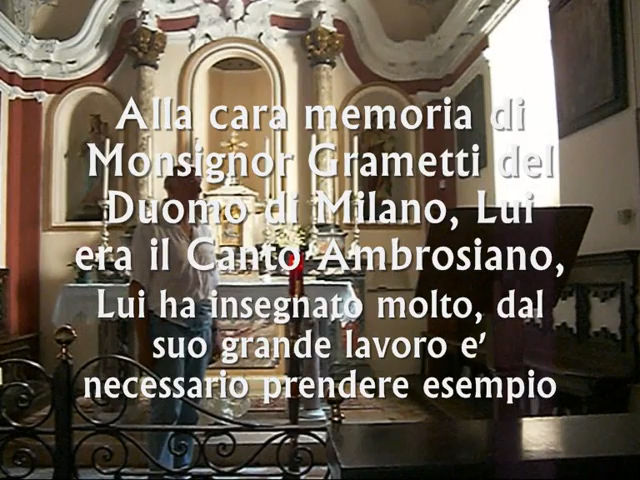 Alla cara memoria di
Monsignor Grametti del
Duomo di Milano, Lui
era il Canto Ambrosiano,
Lui ha insegnato molto, dal
suo grande lavoro e'
necessario prendere esempio